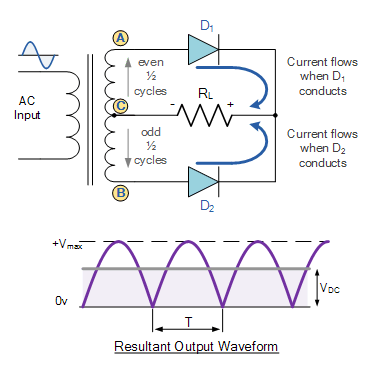 D₁
A
even
½
cycles
Current flows
when D₁
conducts
AC
Input
C
- R_L +
odd
½
cycles
Current flows
when D₂
conducts
B
D₂
+Vmax
VDC
0v
T
Resultant Output Waveform